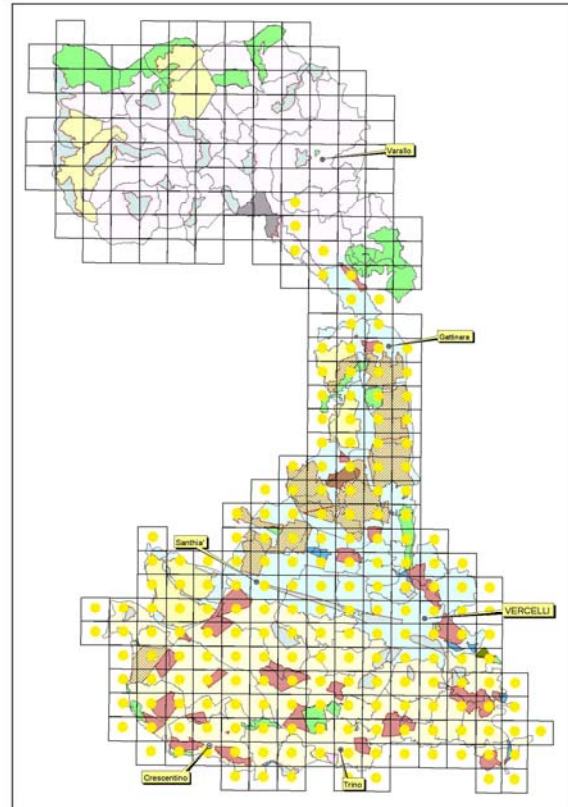 Varallo
Gattinara
Santhia'
VERCELLI
Crescentino
Trino